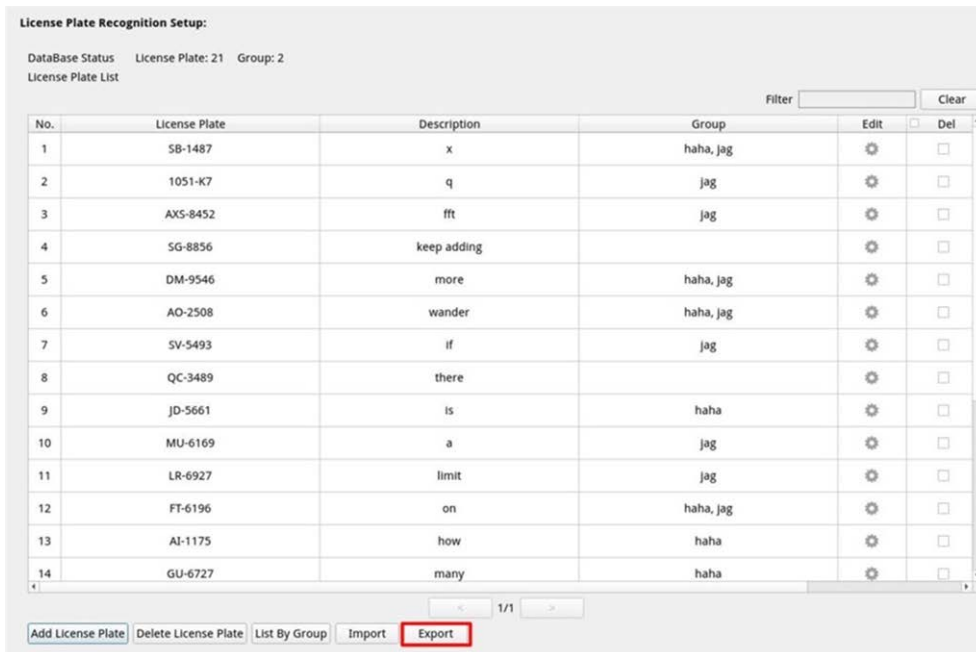 License Plate Recognition Setup:
DataBase Status License Plate: 21 Group: 2
License Plate List
Filter Clear
No. License Plate Description Group Edit Del
1 SB-1487 x haha, jag
2 1051-K7 q jag
3 AXS-8452 fft jag
4 SG-8856 keep adding
5 DM-9546 more haha, jag
6 AO-2508 wander haha, jag
7 SV-5493 if jag
8 QC-3489 there
9 JD-5661 is haha
10 MU-6169 a jag
11 LR-6927 limit jag
12 FT-6196 on haha, jag
13 AI-1175 how haha
14 GU-6727 many haha
< 1/1 >
Add License Plate Delete License Plate List By Group Import Export